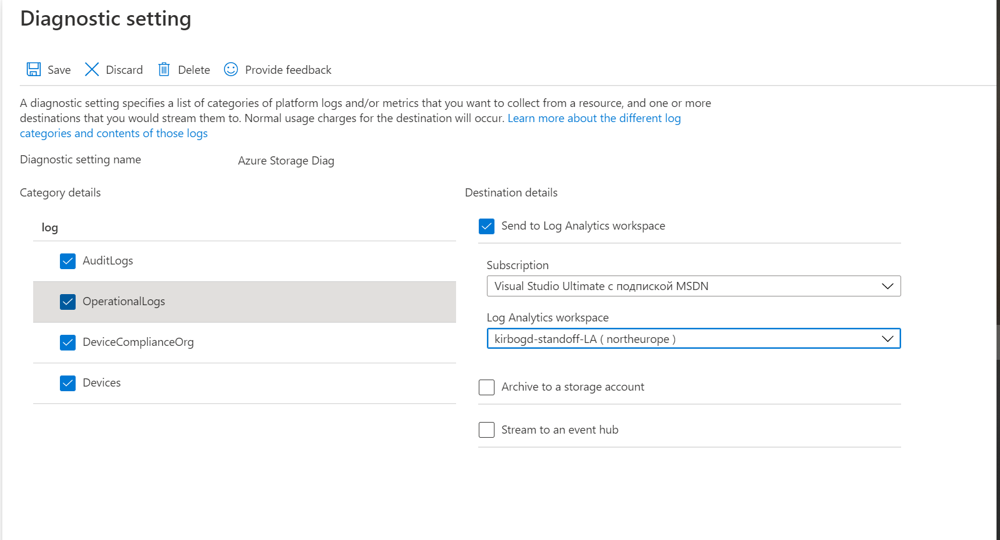 Diagnostic setting
Save
Discard
Delete
Provide feedback
A diagnostic setting specifies a list of categories of platform logs and/or metrics that you want to collect from a resource, and one or more
destinations that you would stream them to. Normal usage charges for the destination will occur. Learn more about the different log
categories and contents of those logs
Diagnostic setting name
Azure Storage Diag
Category details
log
AuditLogs
OperationalLogs
DeviceComplianceOrg
Devices
Destination details
Send to Log Analytics workspace
Subscription
Visual Studio Ultimate с подпиской MSDN
Log Analytics workspace
kirbogd-standoff-LA ( northeurope )
Archive to a storage account
Stream to an event hub